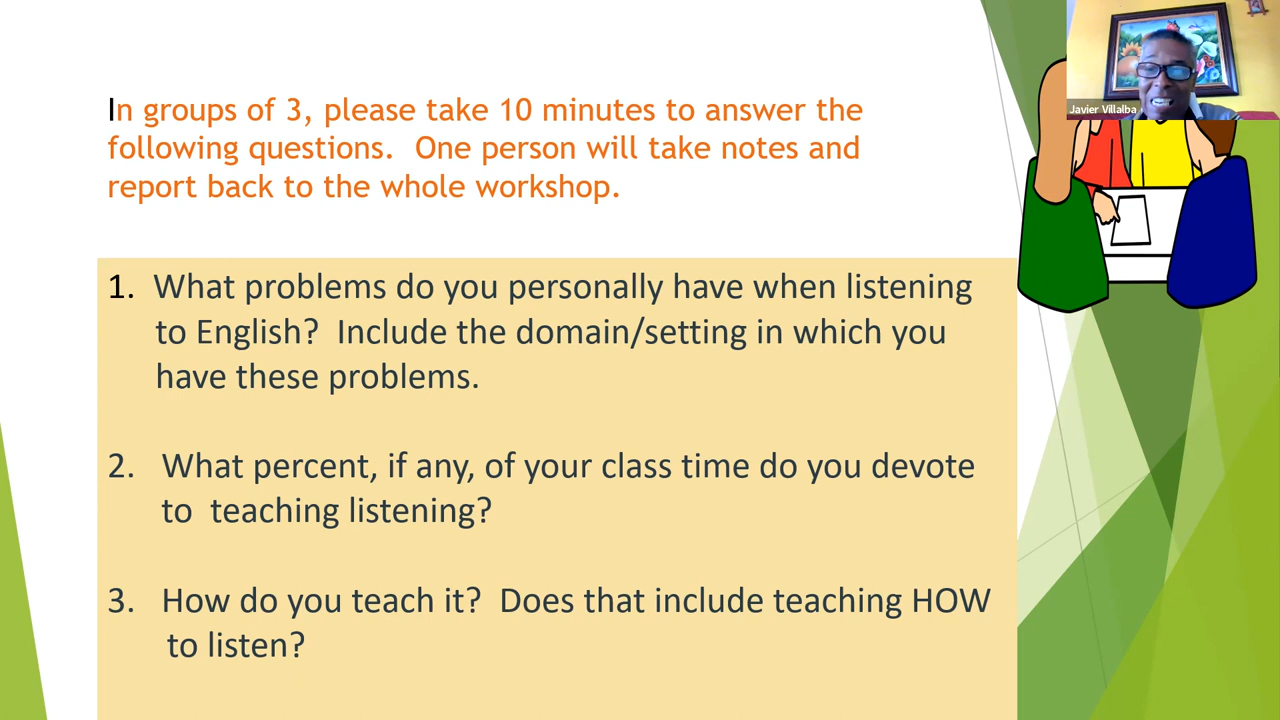 In groups of 3, please take 10 minutes to answer the
following questions.  One person will take notes and
report back to the whole workshop.
Javier Villalba
1.  What problems do you personally have when listening
to English?  Include the domain/setting in which you
have these problems.
2.   What percent, if any, of your class time do you devote
to  teaching listening?
3.   How do you teach it?  Does that include teaching HOW
to listen?